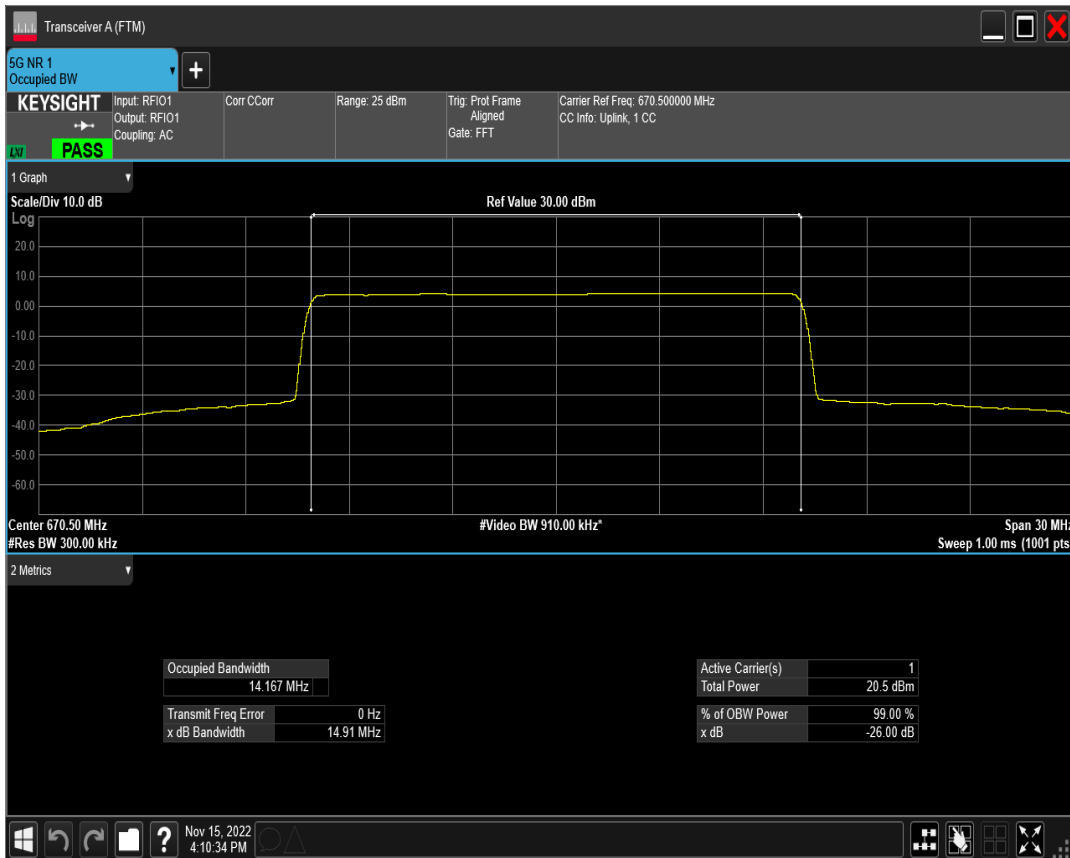 Transceiver A (FTM)
5G NR 1
Occupied BW
+
KEYSIGHT
LXI
PASS
Input: RFIO1
Output: RFIO1
Coupling: AC
Corr CCorr
Range: 25 dBm
Trig: Prot Frame
Aligned
Gate: FFT
Carrier Ref Freq: 670.500000 MHz
CC Info: Uplink, 1 CC
1 Graph
Scale/Div 10.0 dB
Ref Value 30.00 dBm
Log
20.0
10.0
0.00
-10.0
-20.0
-30.0
-40.0
-50.0
-60.0
Center 670.50 MHz
#Video BW 910.00 kHz*
Span 30 MHz
#Res BW 300.00 kHz
Sweep 1.00 ms (1001 pts
2 Metrics
Occupied Bandwidth
14.167 MHz
Transmit Freq Error 0 Hz
x dB Bandwidth 14.91 MHz
Active Carrier(s) 1
Total Power 20.5 dBm
% of OBW Power 99.00 %
x dB -26.00 dB
?
Nov 15, 2022
4:10:34 PM